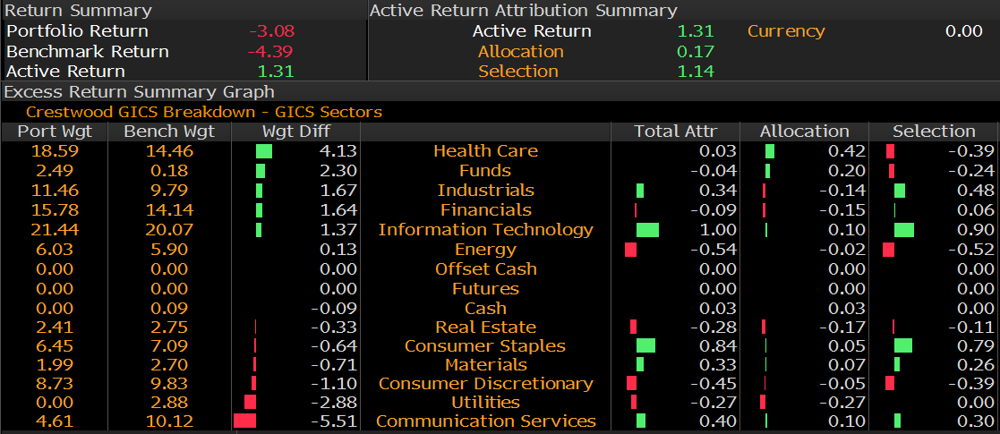 Return Summary Active Return Attribution Summary
Portfolio Return -3.08 Active Return 1.31 Currency 0.00
Benchmark Return -4.39 Allocation 0.17
Active Return 1.31 Selection 1.14
Excess Return Summary Graph
Crestwood GICS Breakdown - GICS Sectors
Port Wgt Bench Wgt Wgt Diff Total Attr Allocation Selection
18.59 14.46 4.13 Health Care 0.03 0.42 -0.39
2.49 0.18 2.30 Funds -0.04 0.20 -0.24
11.46 9.79 1.67 Industrials 0.34 -0.14 0.48
15.78 14.14 1.64 Financials -0.09 -0.15 0.06
21.44 20.07 1.37 Information Technology 1.00 0.10 0.90
6.03 5.90 0.13 Energy -0.54 -0.02 -0.52
0.00 0.00 0.00 Offset Cash 0.00 0.00 0.00
0.00 0.00 0.00 Futures 0.00 0.00 0.00
0.00 0.09 -0.09 Cash 0.03 0.03 0.00
2.41 2.75 -0.33 Real Estate -0.28 -0.17 -0.11
6.45 7.09 -0.64 Consumer Staples 0.84 0.05 0.79
1.99 2.70 -0.71 Materials 0.33 0.07 0.26
8.73 9.83 -1.10 Consumer Discretionary -0.45 -0.05 -0.39
0.00 2.88 -2.88 Utilities -0.27 -0.27 0.00
4.61 10.12 -5.51 Communication Services 0.40 0.10 0.30